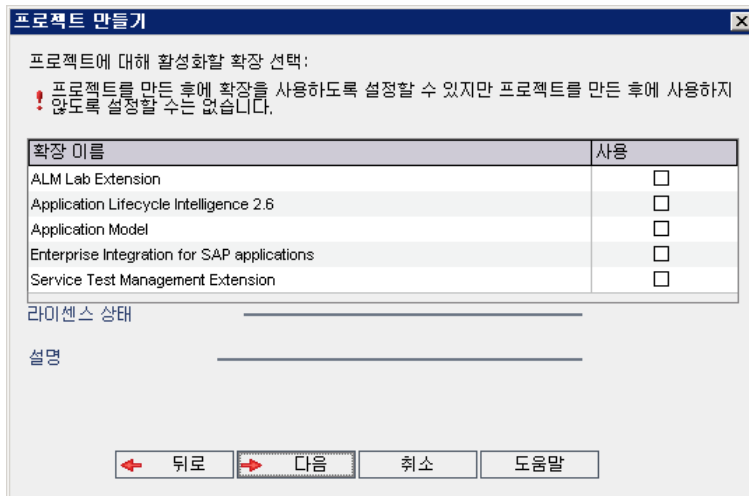 프로젝트 만들기
프로젝트에 대해 활성화할 확장 선택:
프로젝트를 만든 후에 확장을 사용하도록 설정할 수 있지만 프로젝트를 만든 후에 사용하지
않도록 설정할 수는 없습니다.
확장 이름 사용
ALM Lab Extension
Application Lifecycle Intelligence 2.6
Application Model
Enterprise Integration for SAP applications
Service Test Management Extension
라이센스 상태
설명
뒤로 다음 취소 도움말